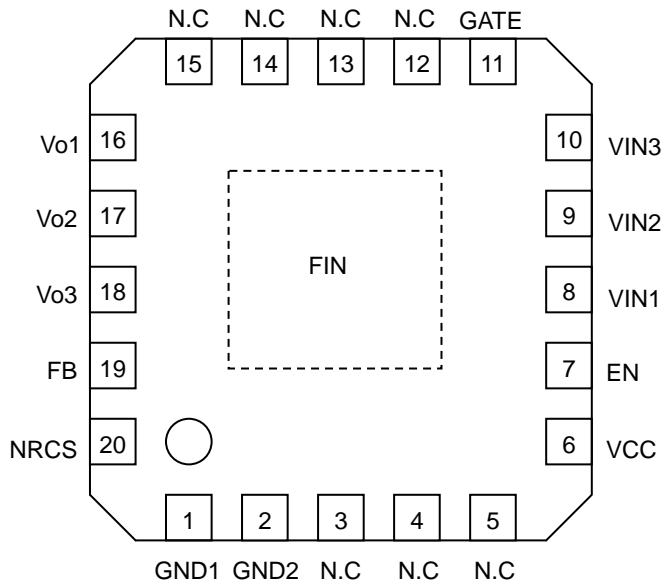 N.C N.C N.C N.C GATE
15 14 13 12 11
Vo1 16 10 VIN3
Vo2 17 9 VIN2
FIN
Vo3 18 8 VIN1
FB 19 7 EN
NRCS 20 6 VCC
1 2 3 4 5
GND1 GND2 N.C N.C N.C